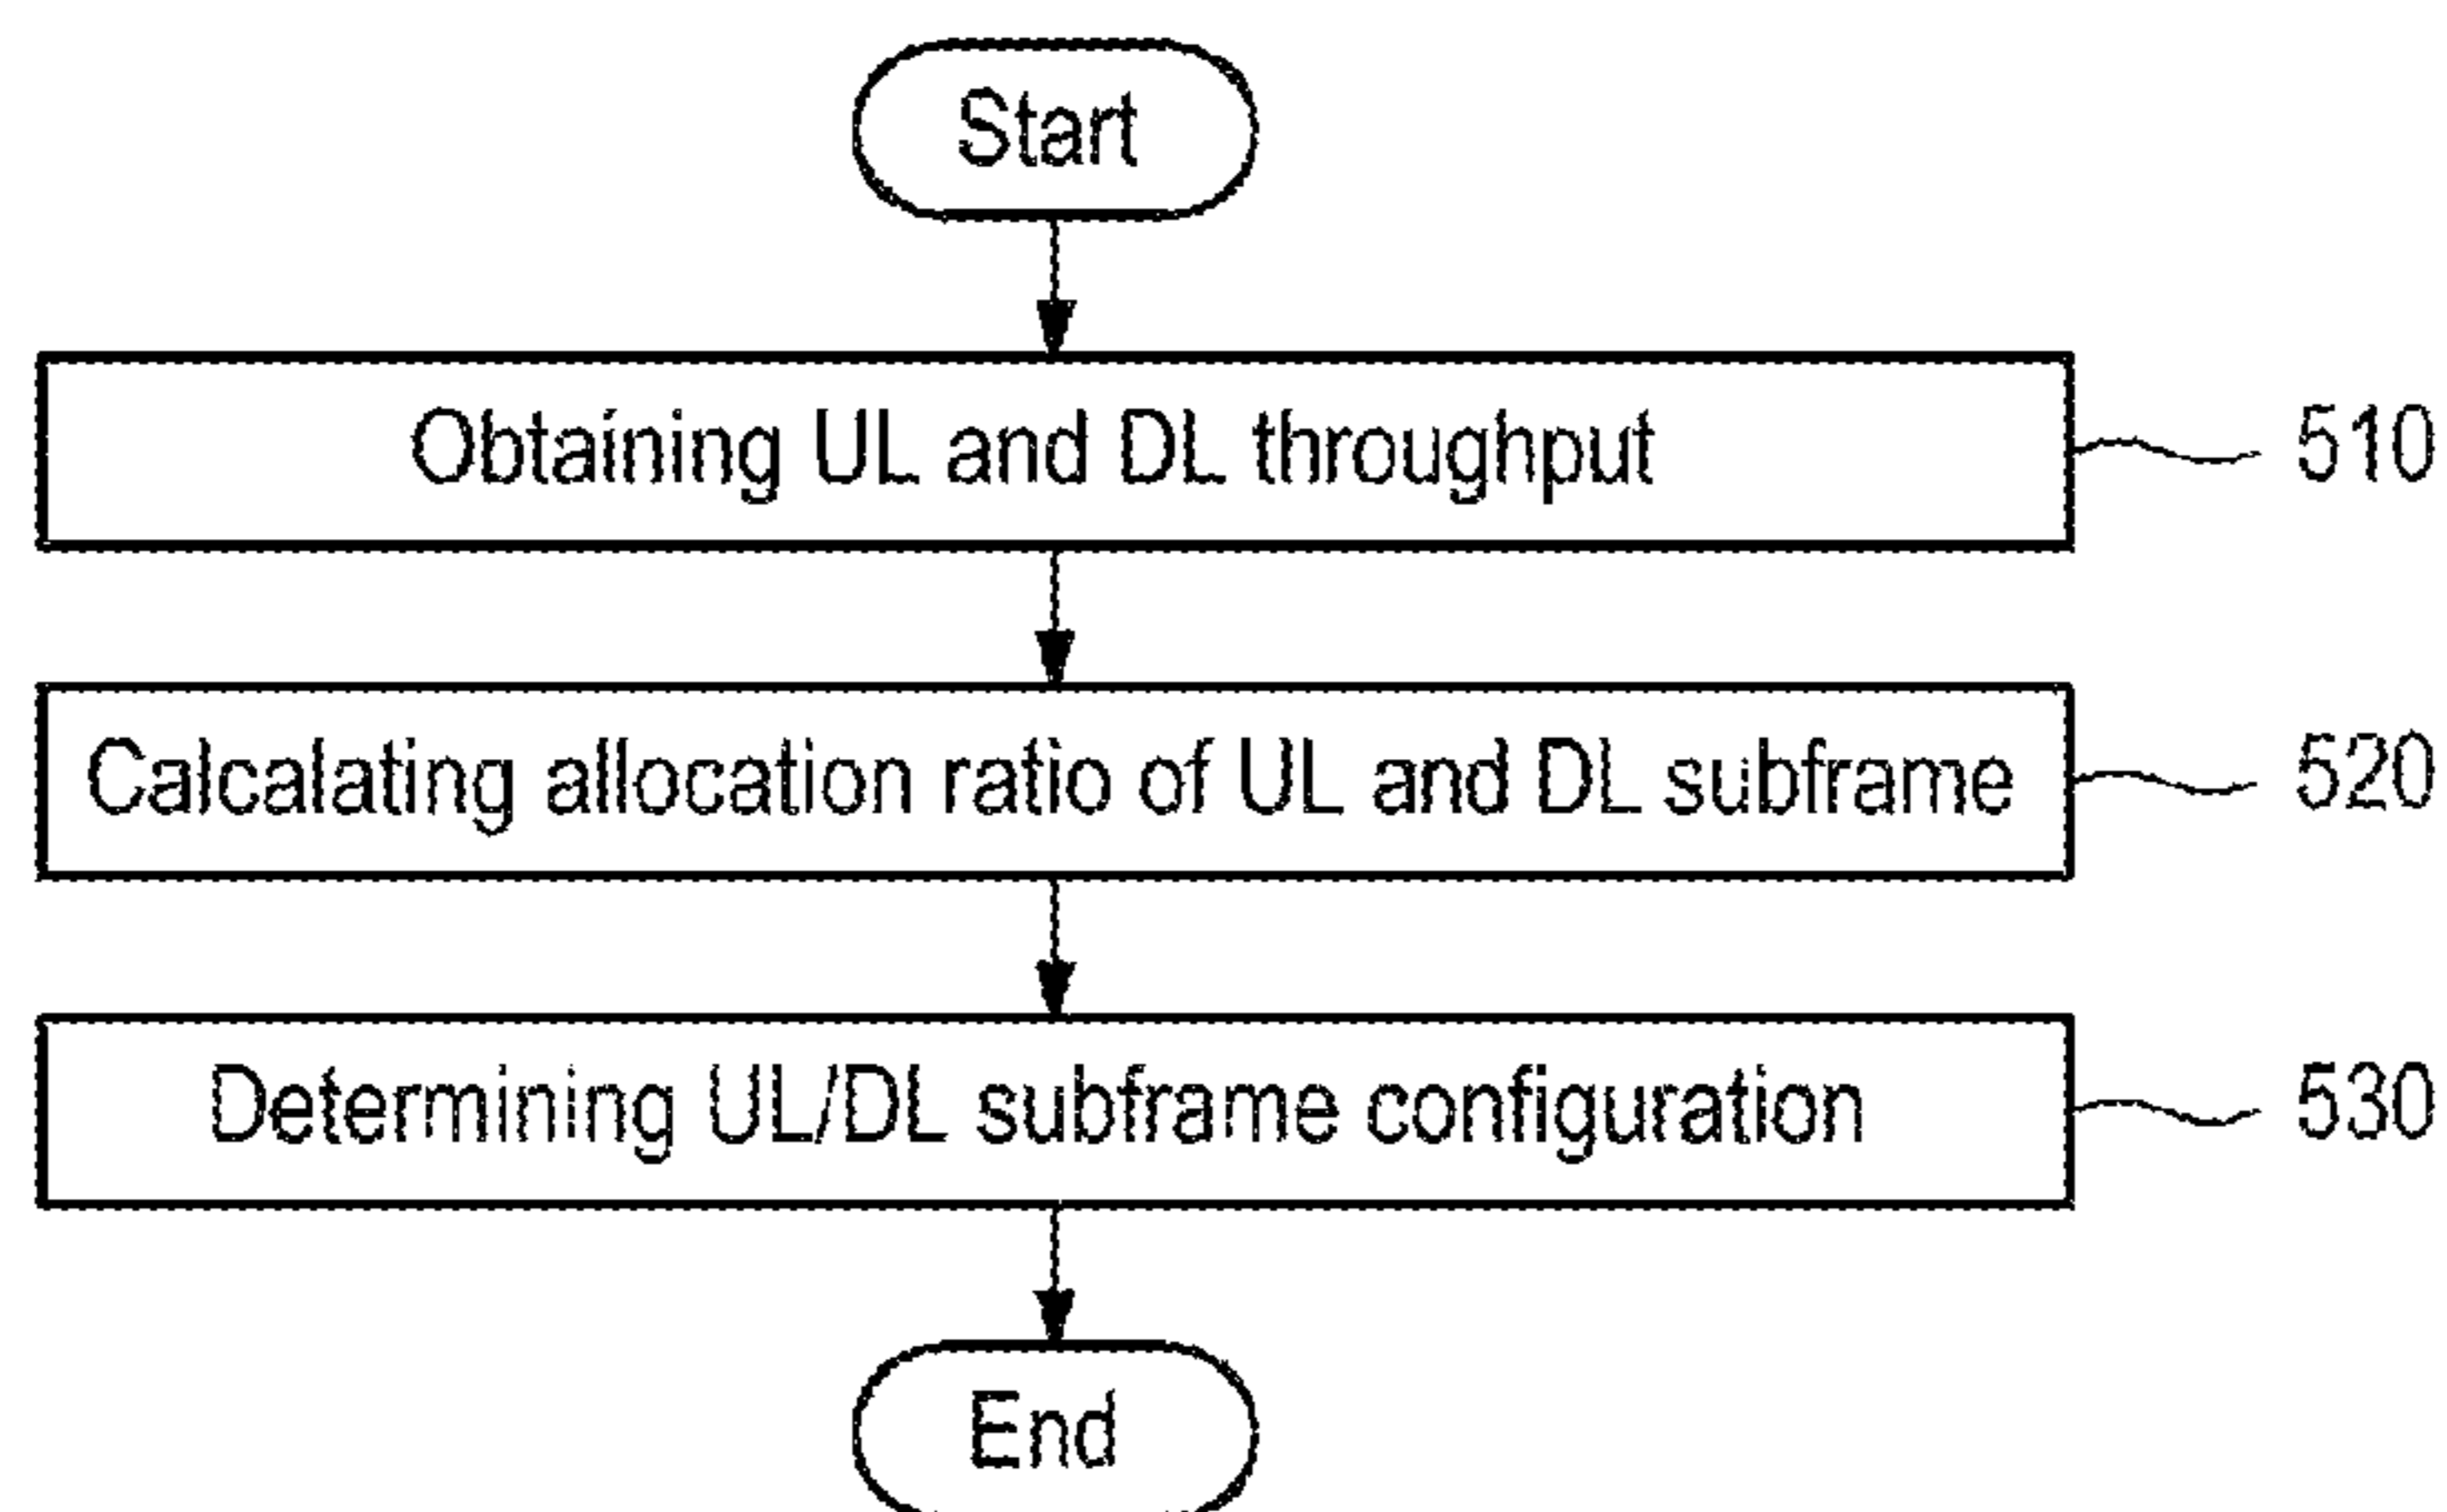 Start
Obtaining UL and DL throughput
510
Calcalating allocation ratio of UL and DL subframe
520
Determining UL/DL subframe configuration
530
End